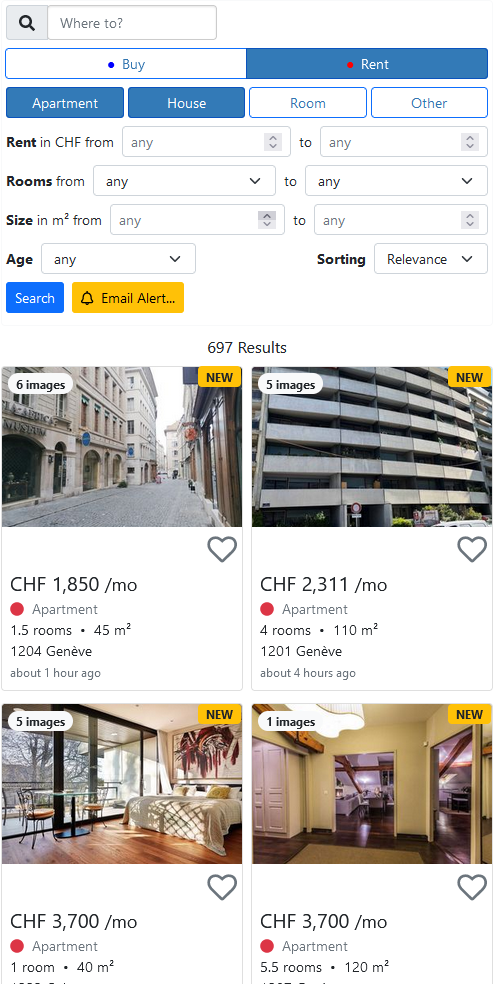 Where to?
Buy
Rent
Apartment House Room Other
Rent in CHF from any to any
Rooms from any to any
Size in m² from any to any
Age any Sorting Relevance
Search Email Alert...
697 Results
6 images NEW
MUSEUM
CHF 1,850 /mo
Apartment
1.5 rooms • 45 m²
1204 Genève
about 1 hour ago
5 images NEW
CHF 2,311 /mo
Apartment
4 rooms • 110 m²
1201 Genève
about 4 hours ago
5 images NEW
CHF 3,700 /mo
Apartment
1 room • 40 m²
1 images NEW
CHF 3,700 /mo
Apartment
5.5 rooms • 120 m²